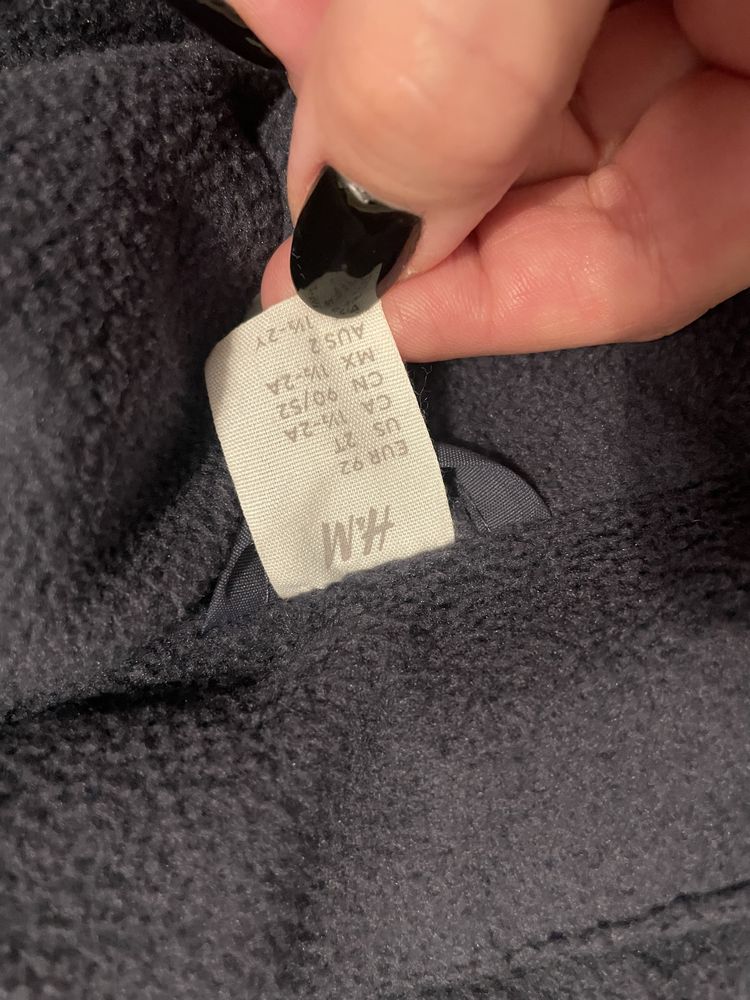 H&M
EUR 92
US 2T
CA 1½-2A
CN 90/52
MX 1½-2A
AUS 2
1½-2Y